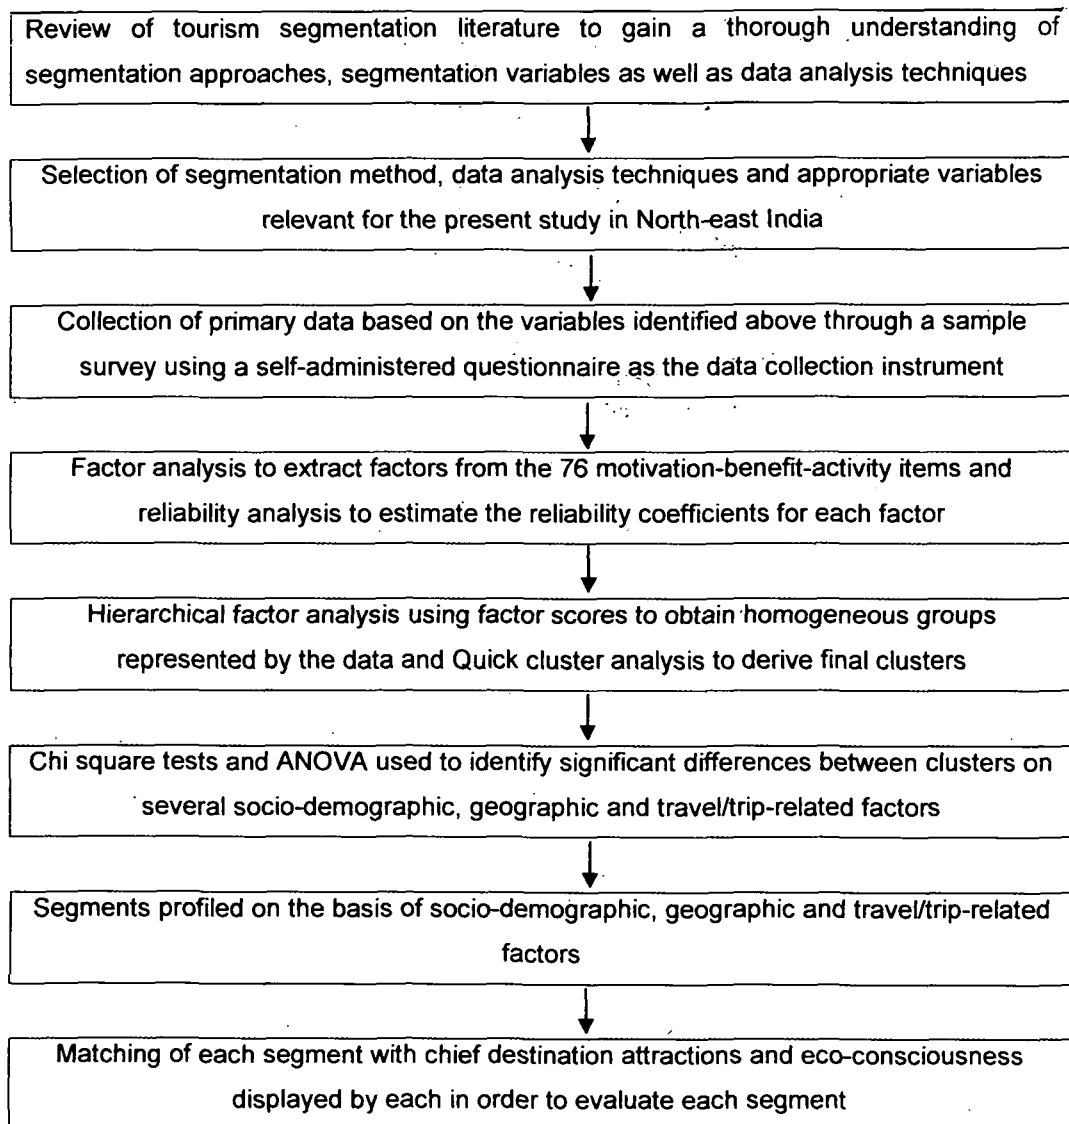 Review of tourism segmentation literature to gain a thorough understanding of
segmentation approaches, segmentation variables as well as data analysis techniques
Selection of segmentation method, data analysis techniques and appropriate variables
relevant for the present study in North-east India
Collection of primary data based on the variables identified above through a sample
survey using a self-administered questionnaire as the data collection instrument
Factor analysis to extract factors from the 76 motivation-benefit-activity items and
reliability analysis to estimate the reliability coefficients for each factor
Hierarchical factor analysis using factor scores to obtain homogeneous groups
represented by the data and Quick cluster analysis to derive final clusters
Chi square tests and ANOVA used to identify significant differences between clusters on
several socio-demographic, geographic and travel/trip-related factors
Segments profiled on the basis of socio-demographic, geographic and travel/trip-related
factors
Matching of each segment with chief destination attractions and eco-consciousness
displayed by each in order to evaluate each segment